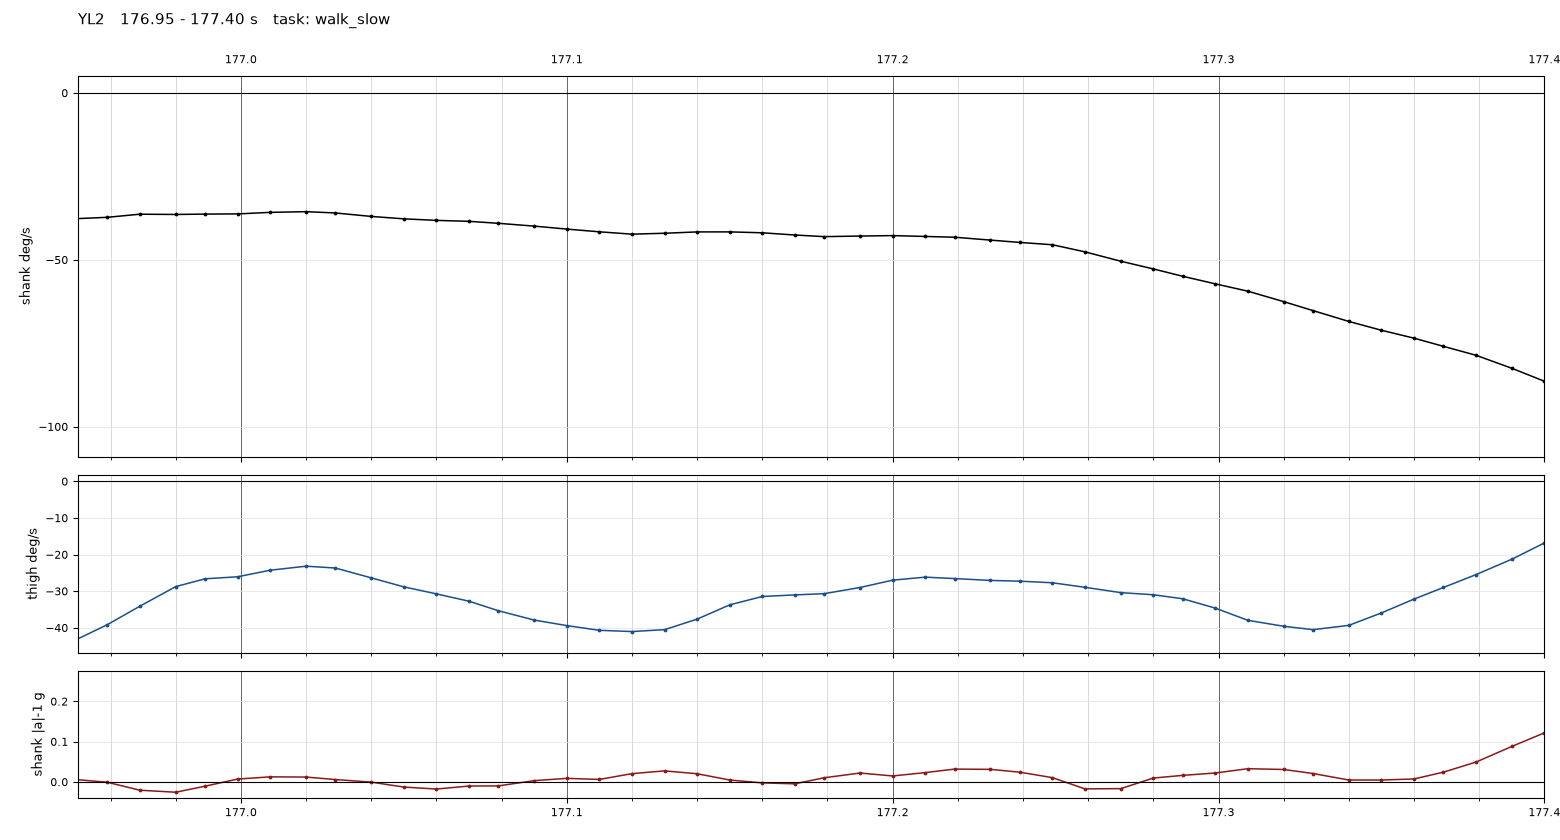 YL2   176.95 - 177.40 s   task: walk_slow
177.0 177.1 177.2 177.3 177.4
0
−50
−100
shank deg/s
0
−10
−20
−30
−40
thigh deg/s
0.2
0.1
0.0
shank |a|-1 g
177.0 177.1 177.2 177.3 177.4